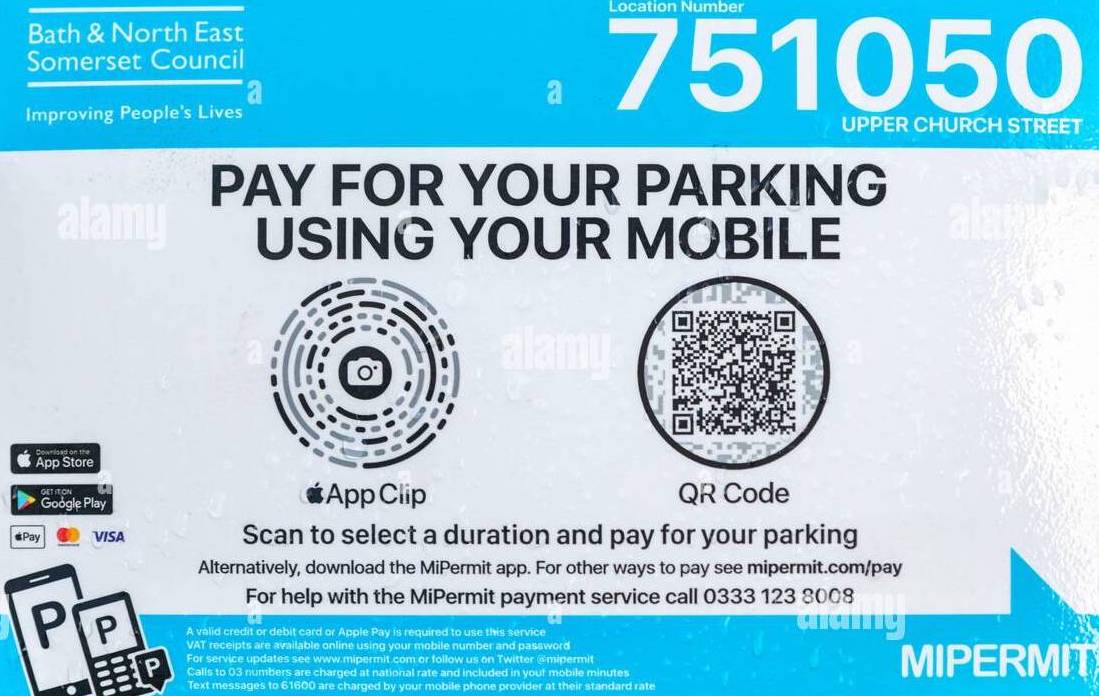 Bath & North East
Somerset Council
Improving People's Lives
Location Number
751050
UPPER CHURCH STREET
PAY FOR YOUR PARKING
USING YOUR MOBILE
App Clip
QR Code
Download on the
App Store
GET IT ON
Google Play
Pay
VISA
Scan to select a duration and pay for your parking
Alternatively, download the MiPermit app. For other ways to pay see mipermit.com/pay
For help with the MiPermit payment service call 0333 123 8008
P
P
P
A valid credit or debit card or Apple Pay is required to use this service
VAT receipts are available online using your mobile number and password
For service updates see www.mipermit.com or follow us on Twitter @mipermit
Calls to 03 numbers are charged at national rate and included in your mobile minutes
Text messages to 61600 are charged by your mobile phone provider at their standard rate
MIPERMIT
alamy
alamy
alamy
alamy
a
a
a
a